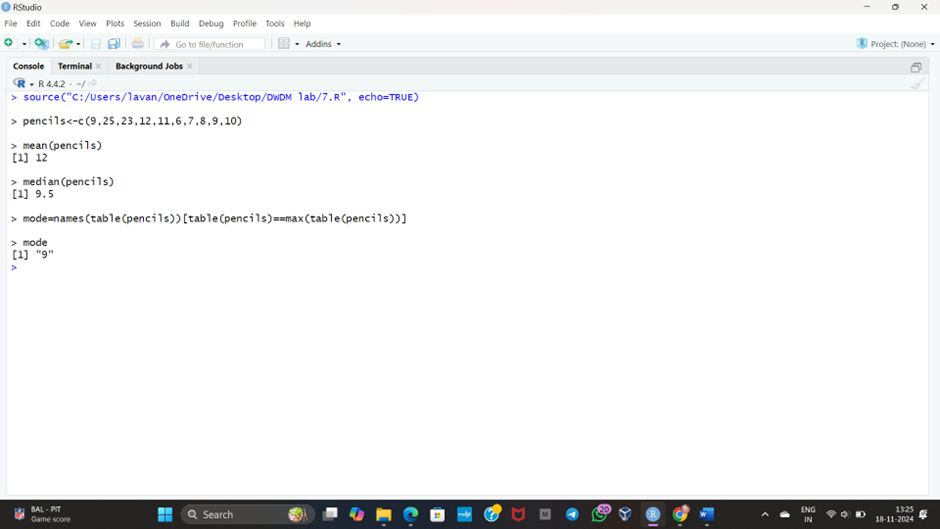 RStudio
File Edit Code View Plots Session Build Debug Profile Tools Help
Go to file/function Addins Project: (None)
Console Terminal Background Jobs
R R 4.4.2 · ~/
> source("C:/Users/lavan/OneDrive/Desktop/DWDM lab/7.R", echo=TRUE)
> pencils<-c(9,25,23,12,11,6,7,8,9,10)
> mean(pencils)
[1] 12
> median(pencils)
[1] 9.5
> mode=names(table(pencils))[table(pencils)==max(table(pencils))]
> mode
[1] "9"
>
BAL - PIT
Game score
Search
20
ENG
IN
13:25
18-11-2024